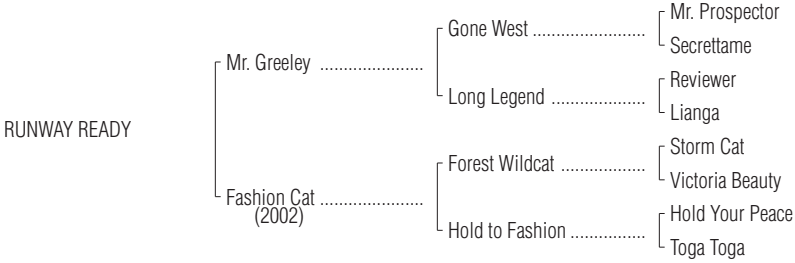 Mr. Prospector
Gone West ........................
Secrettame
Mr. Greeley ......................
Reviewer
Long Legend ....................
Lianga
RUNWAY READY
Storm Cat
Forest Wildcat ..................
Victoria Beauty
Fashion Cat ......................
(2002)
Hold Your Peace
Hold to Fashion ................
Toga Toga